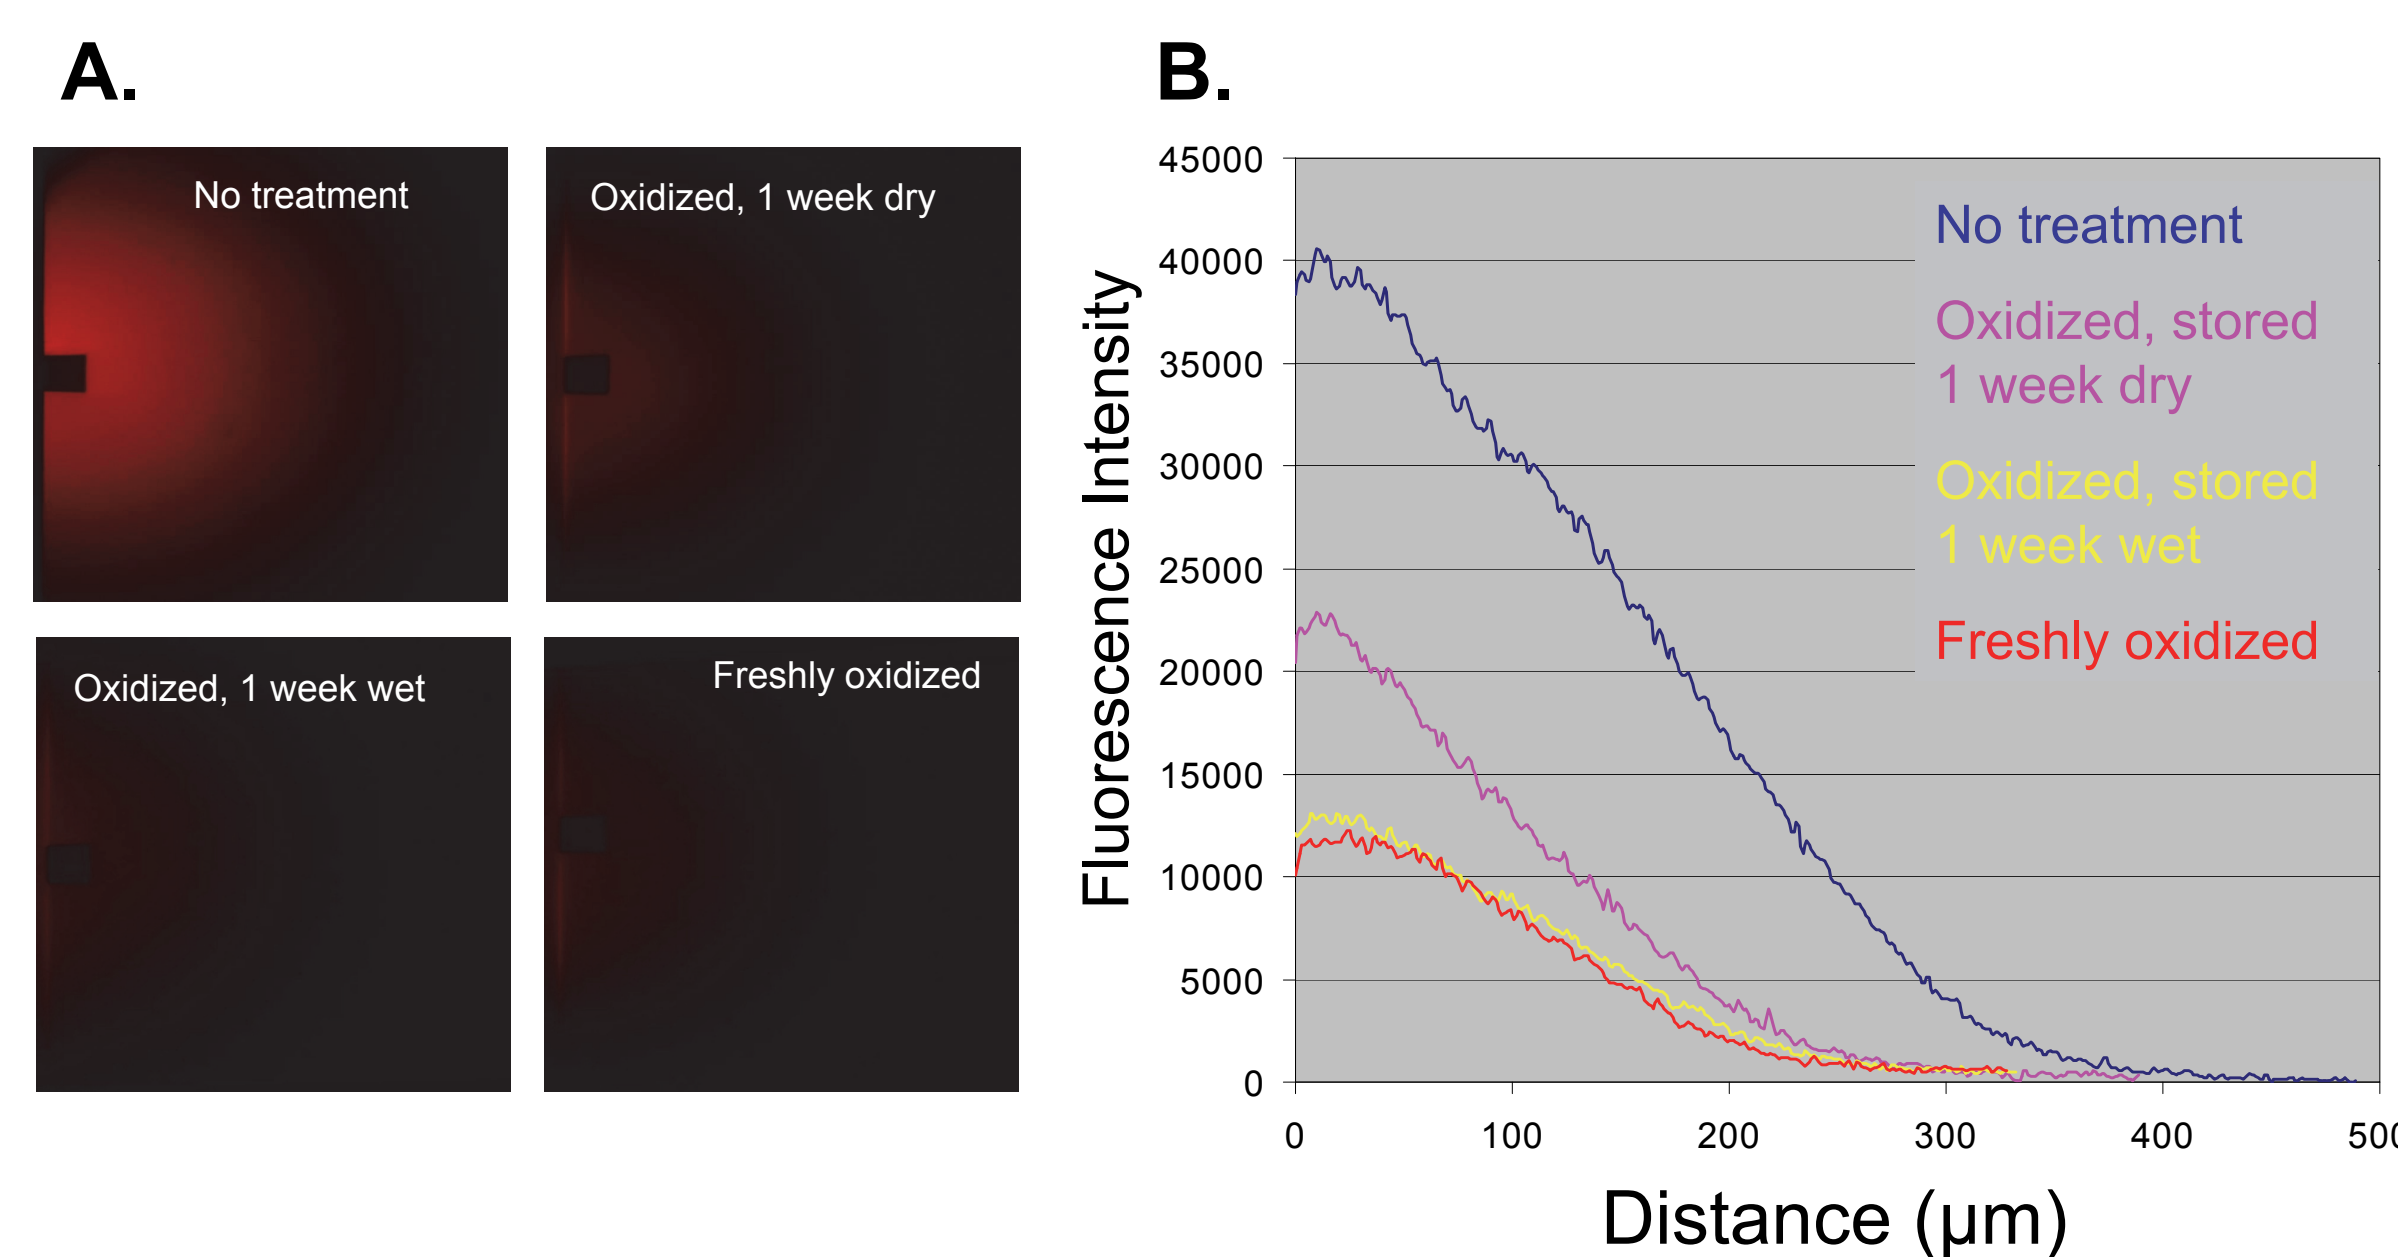 A.
No treatment
Oxidized, 1 week dry
Oxidized, 1 week wet
Freshly oxidized
B.
Fluorescence Intensity
45000
40000
35000
30000
25000
20000
15000
10000
5000
0
No treatment
Oxidized, stored
1 week dry
Oxidized, stored
1 week wet
Freshly oxidized
0 100 200 300 400 500
Distance (µm)